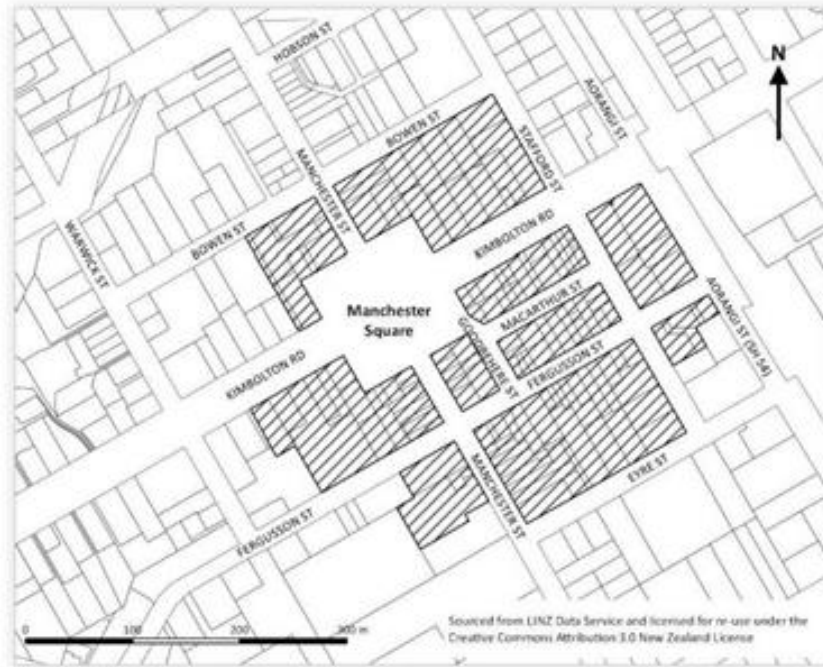 HOBSON ST
N
AORANGI ST
BOWEN ST
STAFFORD ST
MANCHESTER ST
WARWICK ST
BOWEN ST
KIMBOLTON RD
MACARTHUR ST
AORANGI ST (SH 54)
Manchester
Square
GOODBEHERE ST
FERGUSSON ST
KIMBOLTON RD
EYRE ST
MANCHESTER ST
FERGUSSON ST
0 100 200 300 m
Sourced from LINZ Data Service and licensed for re-use under the
Creative Commons Attribution 3.0 New Zealand License